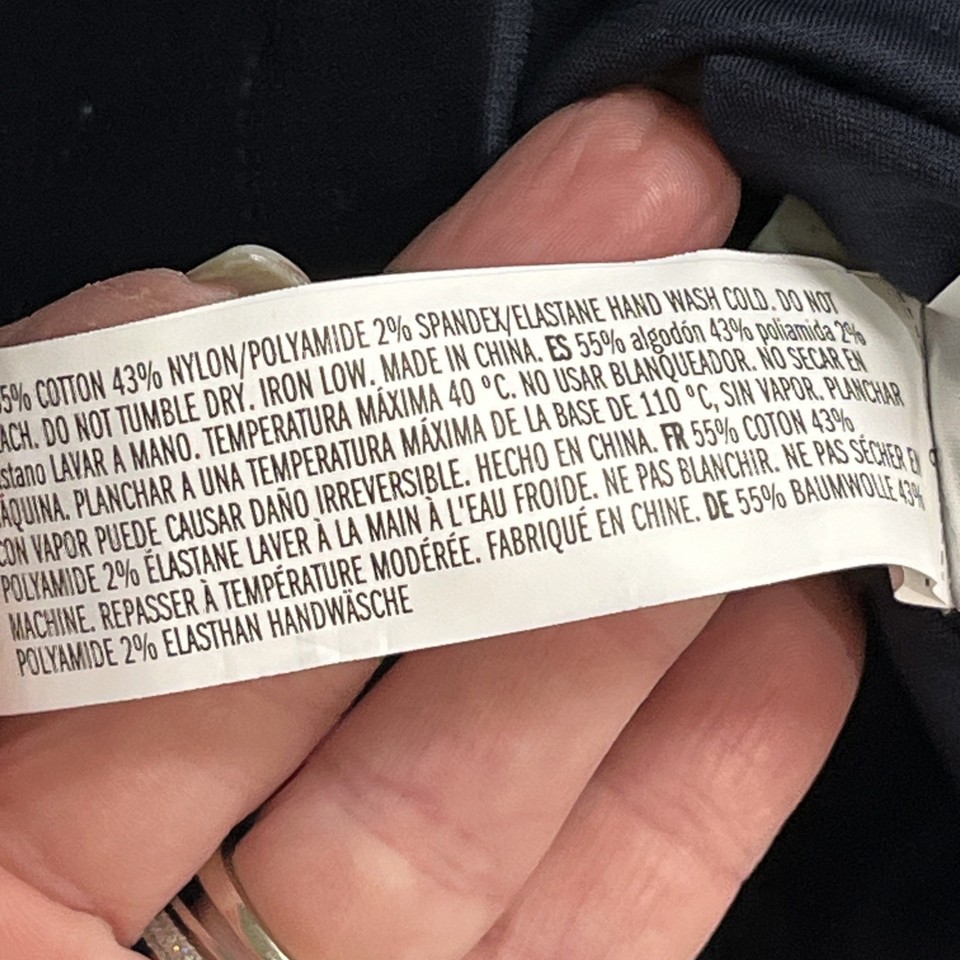 5% COTTON 43% NYLON/POLYAMIDE 2% SPANDEX/ELASTANE HAND WASH COLD. DO NOT
ACH. DO NOT TUMBLE DRY. IRON LOW. MADE IN CHINA. ES 55% algodón 43% poliamida 2%
stano LAVAR A MANO. TEMPERATURA MÁXIMA 40 ºC. NO USAR BLANQUEADOR. NO SECAR EN
ÁQUINA. PLANCHAR A UNA TEMPERATURA MÁXIMA DE LA BASE DE 110 ºC, SIN VAPOR. PLANCHAR
CON VAPOR PUEDE CAUSAR DAÑO IRREVERSIBLE. HECHO EN CHINA. FR 55% COTON 43%
POLYAMIDE 2% ÉLASTANE LAVER À LA MAIN À L'EAU FROIDE. NE PAS BLANCHIR. NE PAS SÉCHER EN
MACHINE. REPASSER À TEMPÉRATURE MODÉRÉE. FABRIQUÉ EN CHINE. DE 55% BAUMWOLLE 43%
POLYAMIDE 2% ELASTHAN HANDWÄSCHE